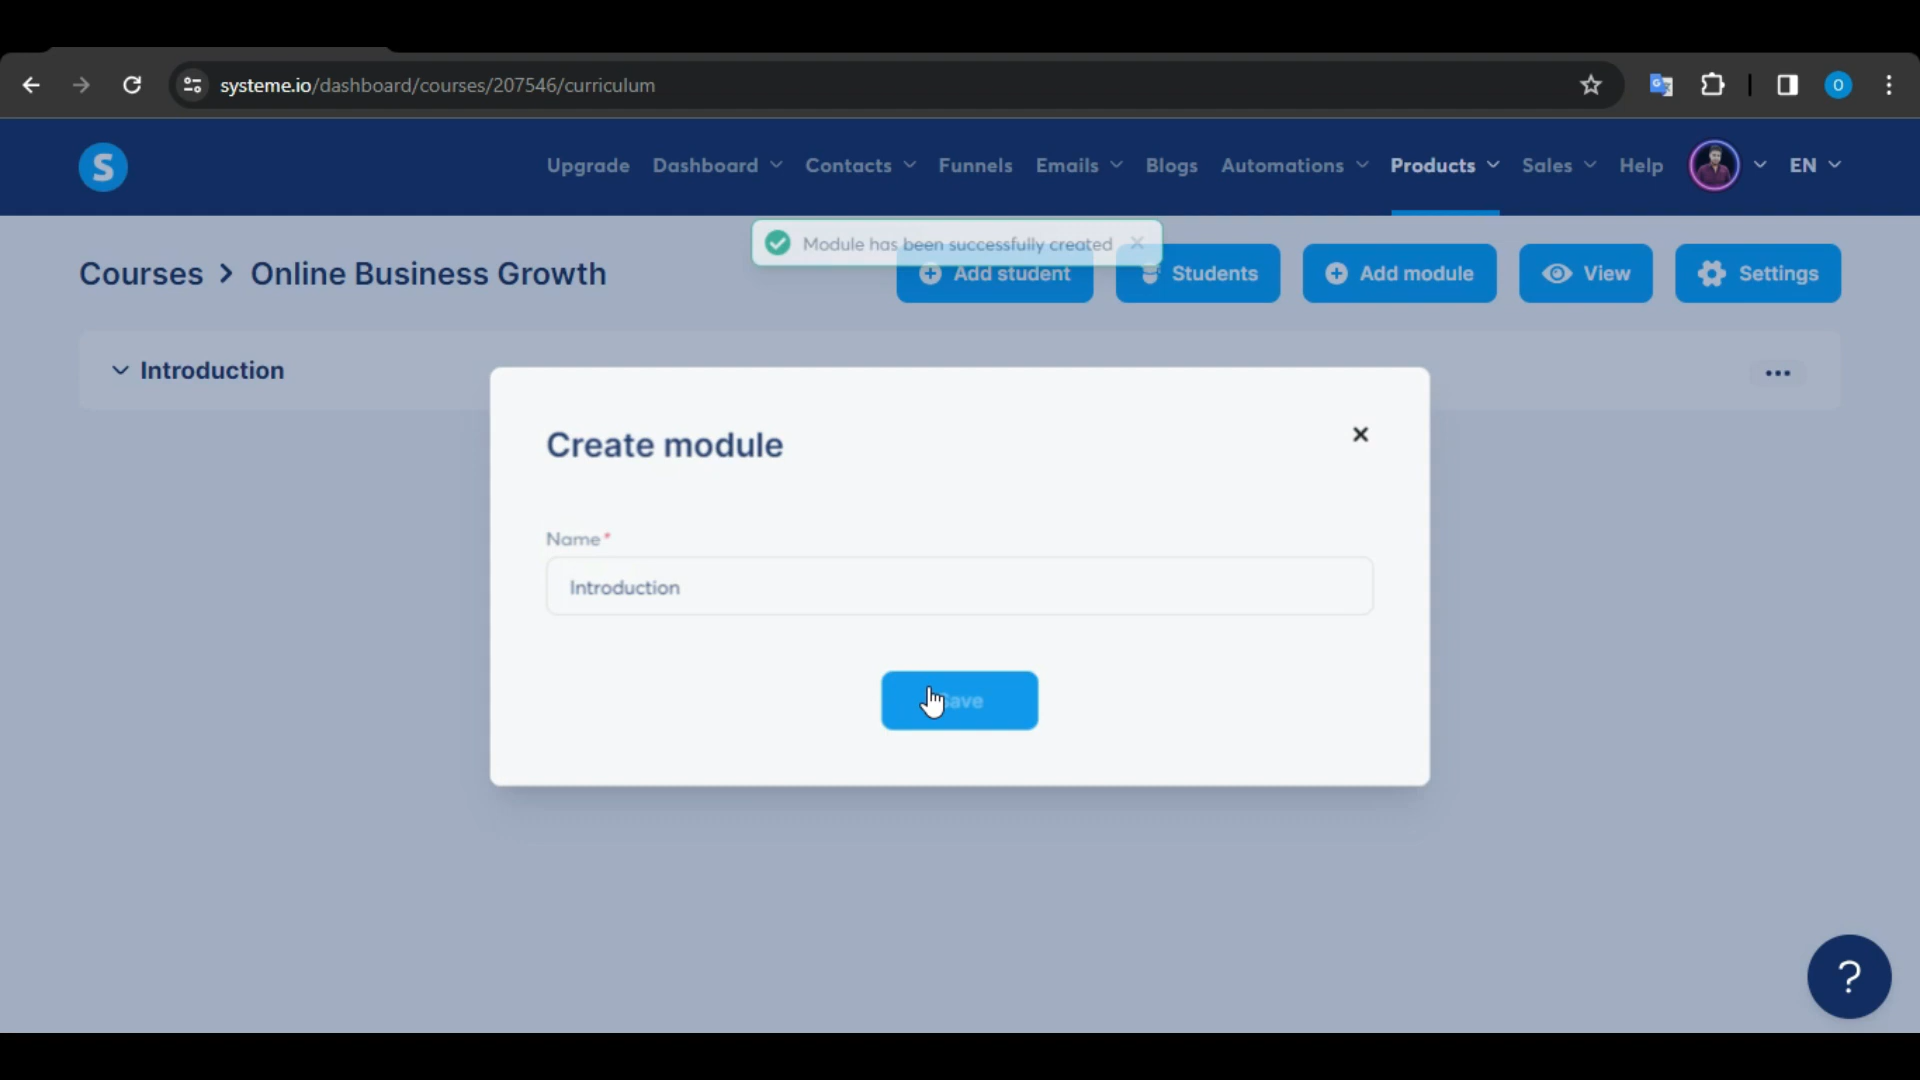 systeme.io/dashboard/courses/207546/curriculum
O
S
Upgrade Dashboard Contacts Funnels Emails Blogs Automations Products Sales Help EN
Module has been successfully created
Courses > Online Business Growth
Add student Students Add module View Settings
Introduction
Create module
Name*
Introduction
Save
?